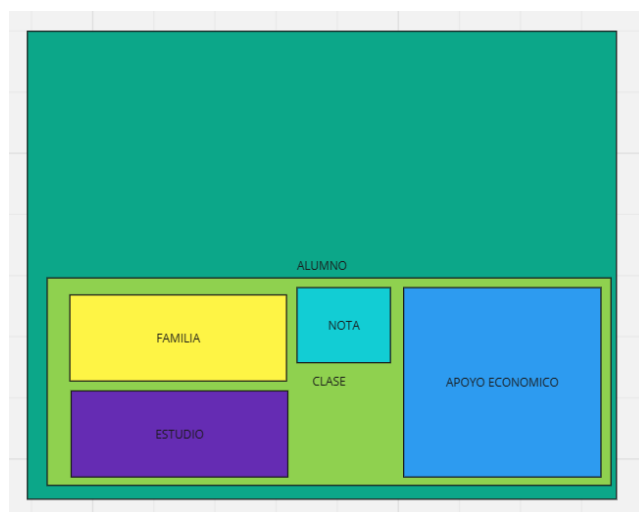 ALUMNO
FAMILIA
NOTA
CLASE
APOYO ECONOMICO
ESTUDIO